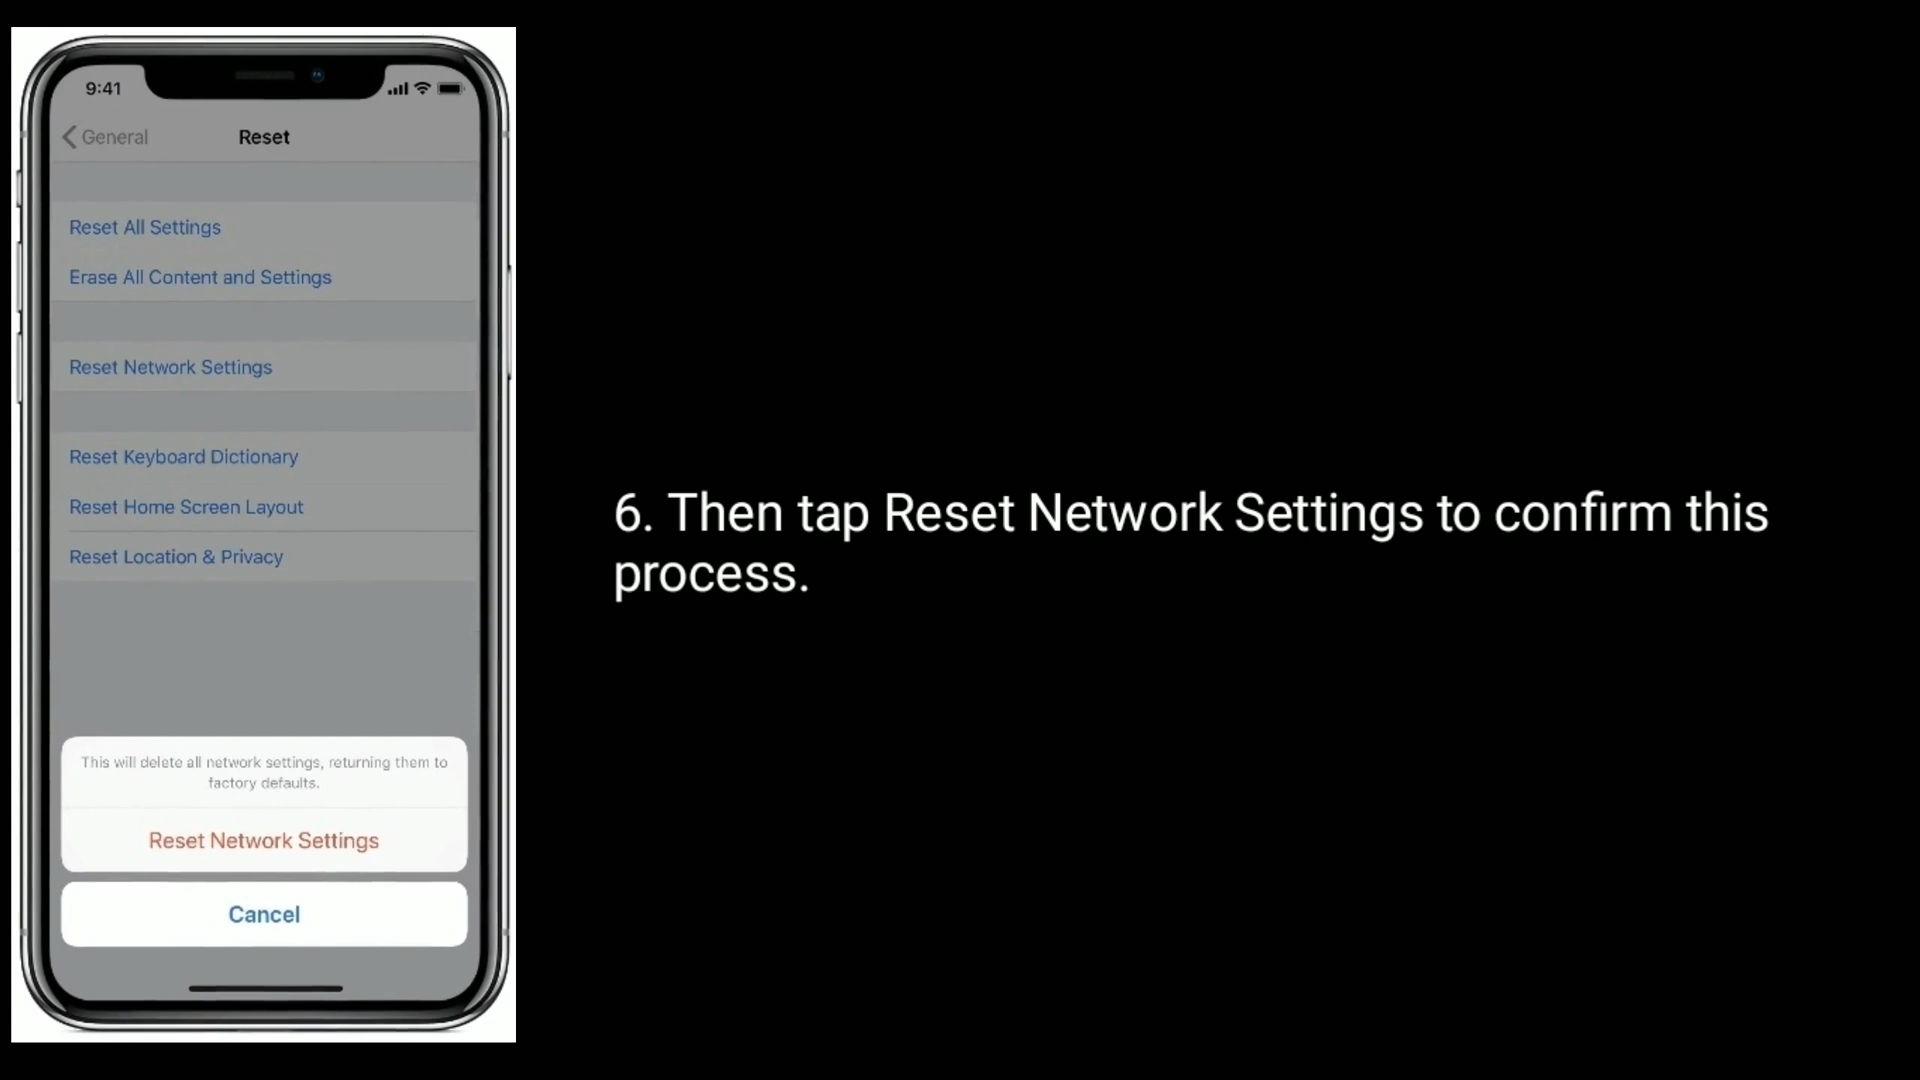 9:41
General
Reset
Reset All Settings
Erase All Content and Settings
Reset Network Settings
Reset Keyboard Dictionary
Reset Home Screen Layout
Reset Location & Privacy
This will delete all network settings, returning them to
factory defaults.
Reset Network Settings
Cancel
6. Then tap Reset Network Settings to confirm this
process.